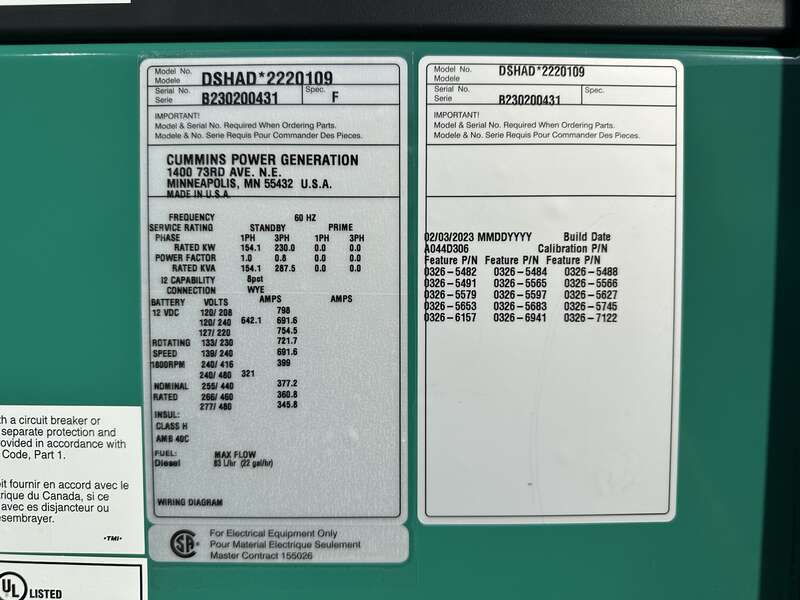 Model No.
Modele DSHAD*2220109
Serial No.
Serie B230200431 Spec. F
IMPORTANT!
Model & Serial No. Required When Ordering Parts.
Modele & No. Serie Requis Pour Commander Des Pieces.
CUMMINS POWER GENERATION
1400 73RD AVE. N.E.
MINNEAPOLIS, MN 55432 U.S.A.
MADE IN U.S.A.
FREQUENCY 60 HZ
SERVICE RATING STANDBY PRIME
PHASE 1PH 3PH 1PH 3PH
RATED KW 154.1 230.0 0.0 0.0
POWER FACTOR 1.0 0.8 0.0 0.0
RATED KVA 154.1 287.5 0.0 0.0
I2 CAPABILITY 8pst
CONNECTION WYE
BATTERY VOLTS AMPS AMPS
12 VDC 120/ 208 798
120/ 240 642.1 691.6
127/ 220 754.5
ROTATING 133/ 230 721.7
SPEED 139/ 240 691.6
1800RPM 240/ 416 399
240/ 480 321
NOMINAL 255/ 440 377.2
RATED 266/ 460 360.8
277/ 480 345.8
INSUL:
CLASS H
AMB 40C
FUEL: MAX FLOW
Diesel 83 L/hr (22 gal/hr)
WIRING DIAGRAM
For Electrical Equipment Only
Pour Material Electrique Seulement
Master Contract 155026
Model No.
Modele DSHAD*2220109
Serial No.
Serie B230200431 Spec.
IMPORTANT!
Model & Serial No. Required When Ordering Parts.
Modele & No. Serie Requis Pour Commander Des Pieces.
02/03/2023 MMDDYYYY Build Date
A044D306 Calibration P/N
Feature P/N Feature P/N Feature P/N
0326-5482 0326-5484 0326-5488
0326-5491 0326-5565 0326-5566
0326-5579 0326-5597 0326-5627
0326-5653 0326-5683 0326-5745
0326-6157 0326-6941 0326-7122
h a circuit breaker or
separate protection and
ovided in accordance with
Code, Part 1.
it fournir en accord avec le
rique du Canada, si ce
avec es disjoncteur ou
sembrayer.
-TMI-
UL LISTED